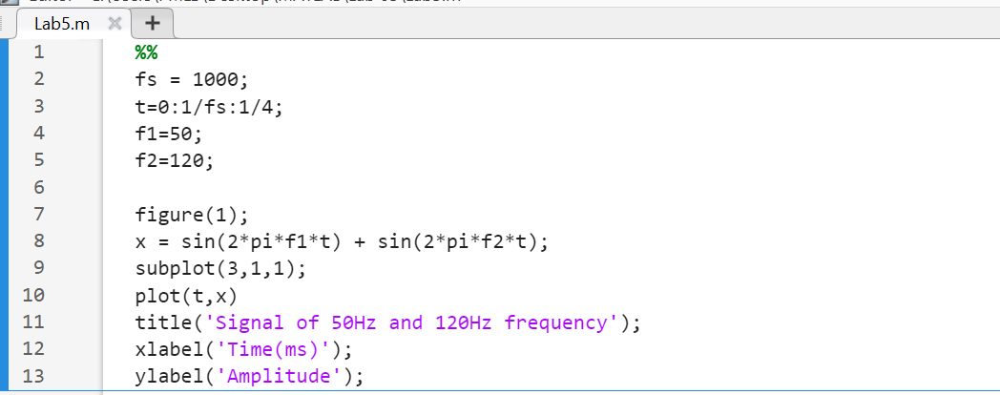 Lab5.m
1 %%
2 fs = 1000;
3 t=0:1/fs:1/4;
4 f1=50;
5 f2=120;
6
7 figure(1);
8 x = sin(2*pi*f1*t) + sin(2*pi*f2*t);
9 subplot(3,1,1);
10 plot(t,x)
11 title('Signal of 50Hz and 120Hz frequency');
12 xlabel('Time(ms)');
13 ylabel('Amplitude');